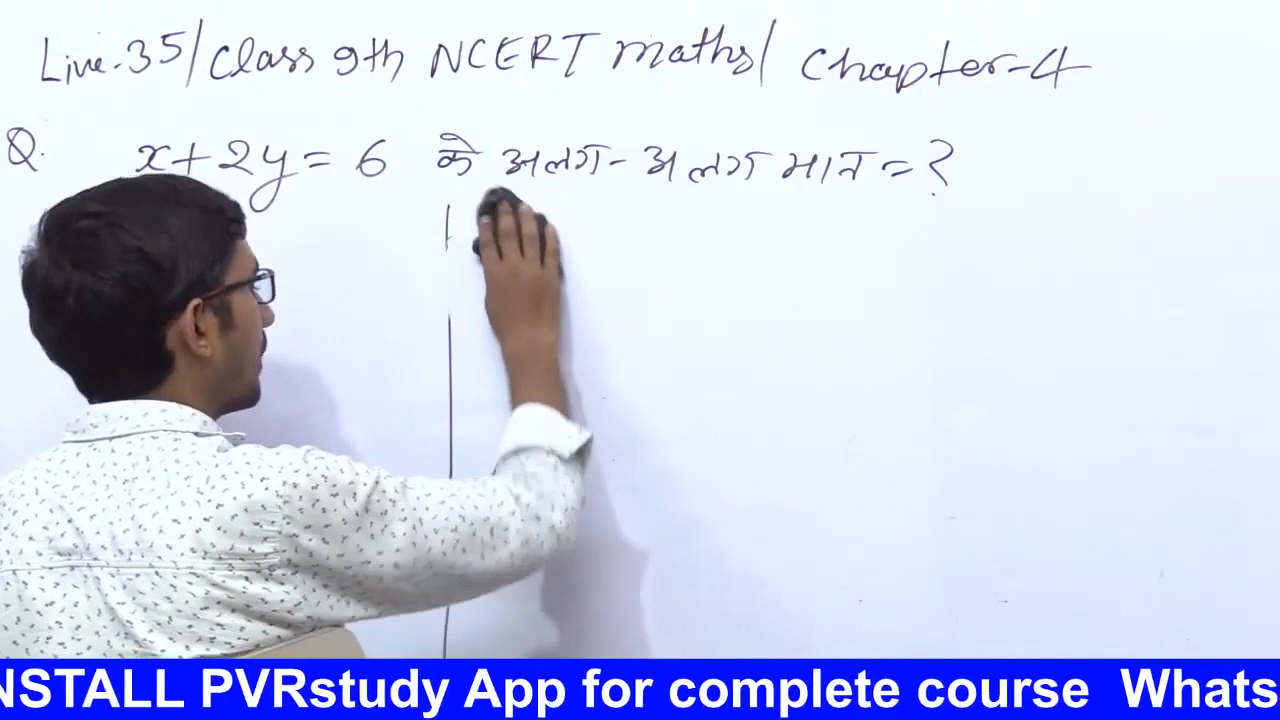 Live-35/Class 9th NCERT maths/ Chapter-4
Q. x+2y=6 के अलग-अलग मान=?
NSTALL PVRstudy App for complete course Whats